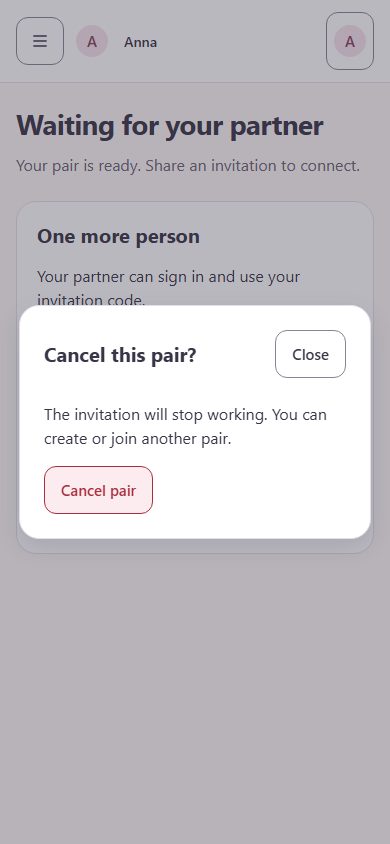 A
Anna
A
Waiting for your partner
Your pair is ready. Share an invitation to connect.
One more person
Your partner can sign in and use your
invitation code.
Cancel this pair?
Close
The invitation will stop working. You can
create or join another pair.
Cancel pair